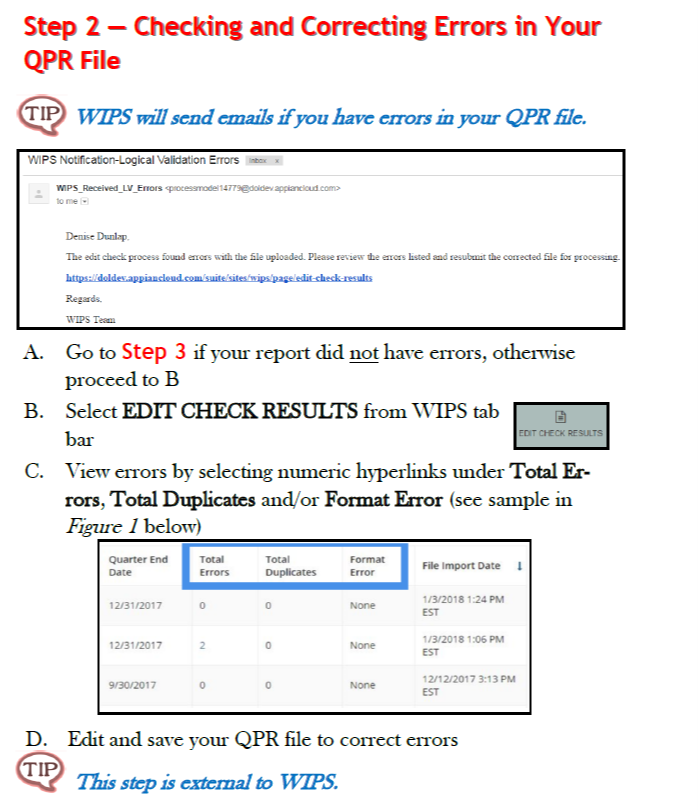 Step 2 – Checking and Correcting Errors in Your
QPR File
TIP WIPS will send emails if you have errors in your QPR file.
WIPS Notification-Logical Validation Errors Inbox x
WIPS_Received_LV_Errors <processmodel14779@doldev.appiancloud.com>
to me
Denise Dunlap,
The edit check process found errors with the file uploaded. Please review the errors listed and resubmit the corrected file for processing.
https://doldev.appiancloud.com/suite/sites/wips/page/edit-check-results
Regards,
WIPS Team
A. Go to Step 3 if your report did not have errors, otherwise
proceed to B
B. Select EDIT CHECK RESULTS from WIPS tab
bar
EDIT CHECK RESULTS
C. View errors by selecting numeric hyperlinks under Total Er-
rors, Total Duplicates and/or Format Error (see sample in
Figure 1 below)
Quarter End Date Total Errors Total Duplicates Format Error File Import Date ↓
12/31/2017 0 0 None 1/3/2018 1:24 PM EST
12/31/2017 2 0 None 1/3/2018 1:06 PM EST
9/30/2017 0 0 None 12/12/2017 3:13 PM EST
D. Edit and save your QPR file to correct errors
TIP This step is external to WIPS.